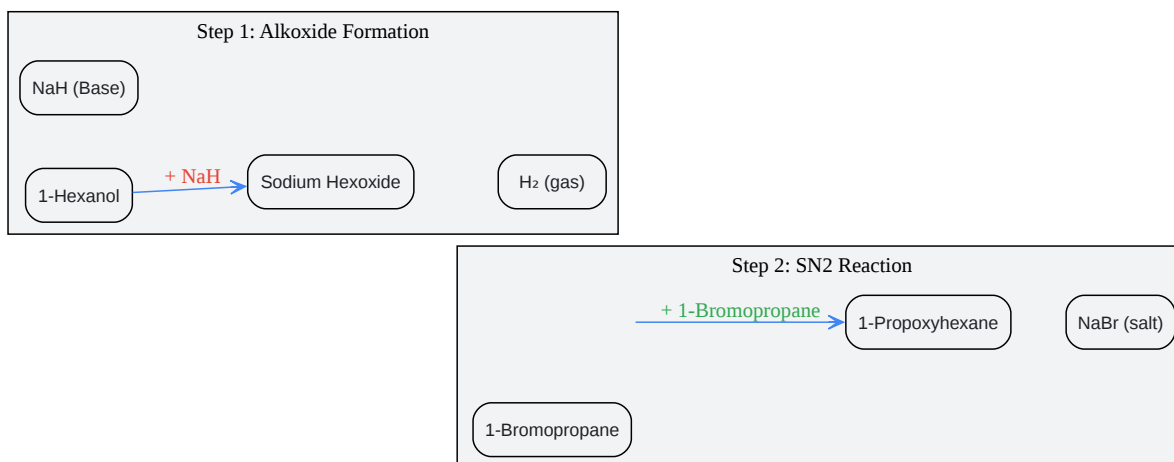 Step 1: Alkoxide Formation
NaH (Base)
1-Hexanol
+ NaH
Sodium Hexoxide
H₂ (gas)
Step 2: SN2 Reaction
+ 1-Bromopropane
1-Propoxyhexane
NaBr (salt)
1-Bromopropane